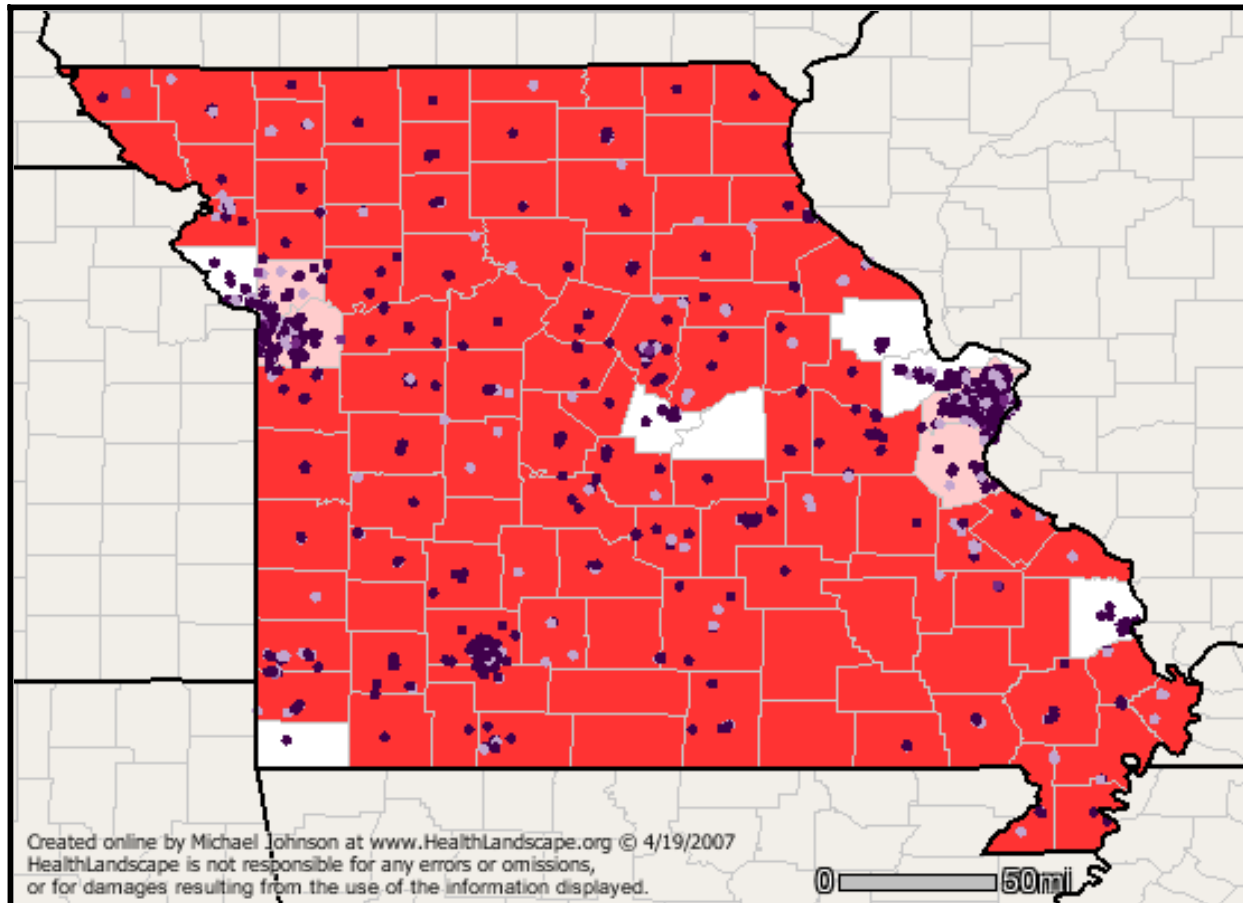 Created online by Michael Johnson at www.HealthLandscape.org © 4/19/2007
HealthLandscape is not responsible for any errors or omissions,
or for damages resulting from the use of the information displayed.
0 50mi